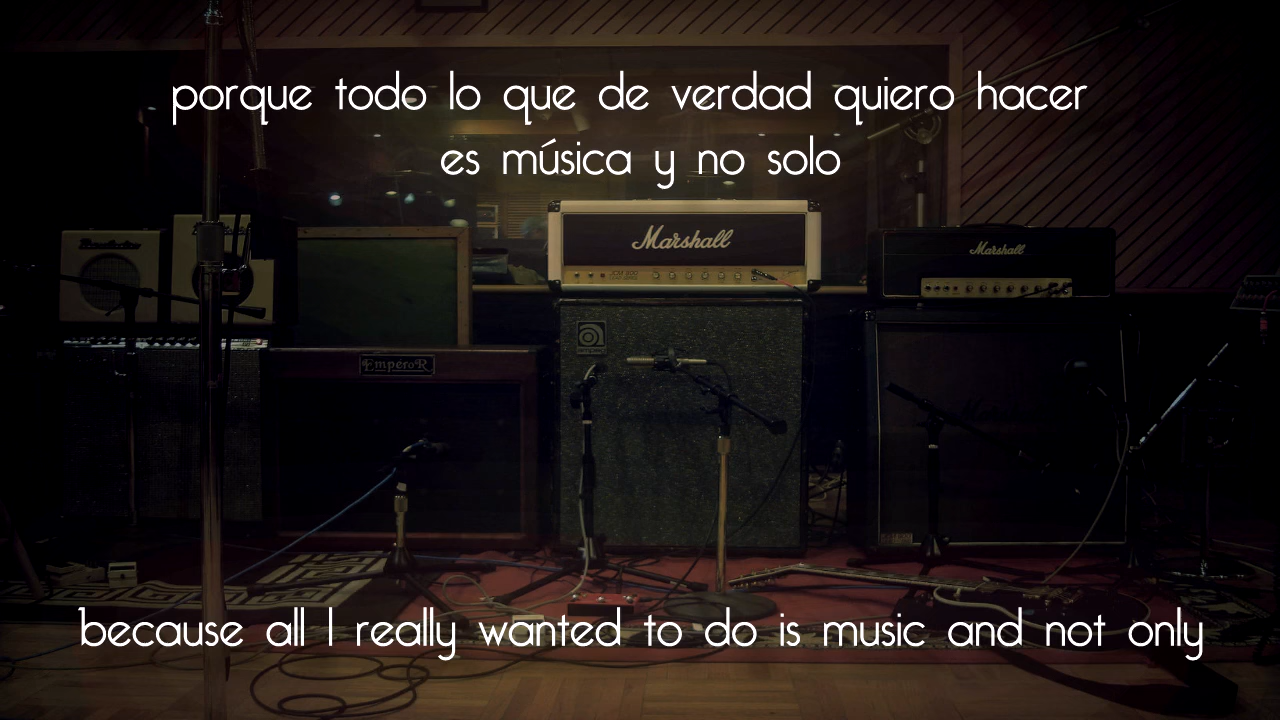 porque todo lo que de verdad quiero hacer
es música y no solo
Marshall
Marshall
EmperoR
because all I really wanted to do is music and not only